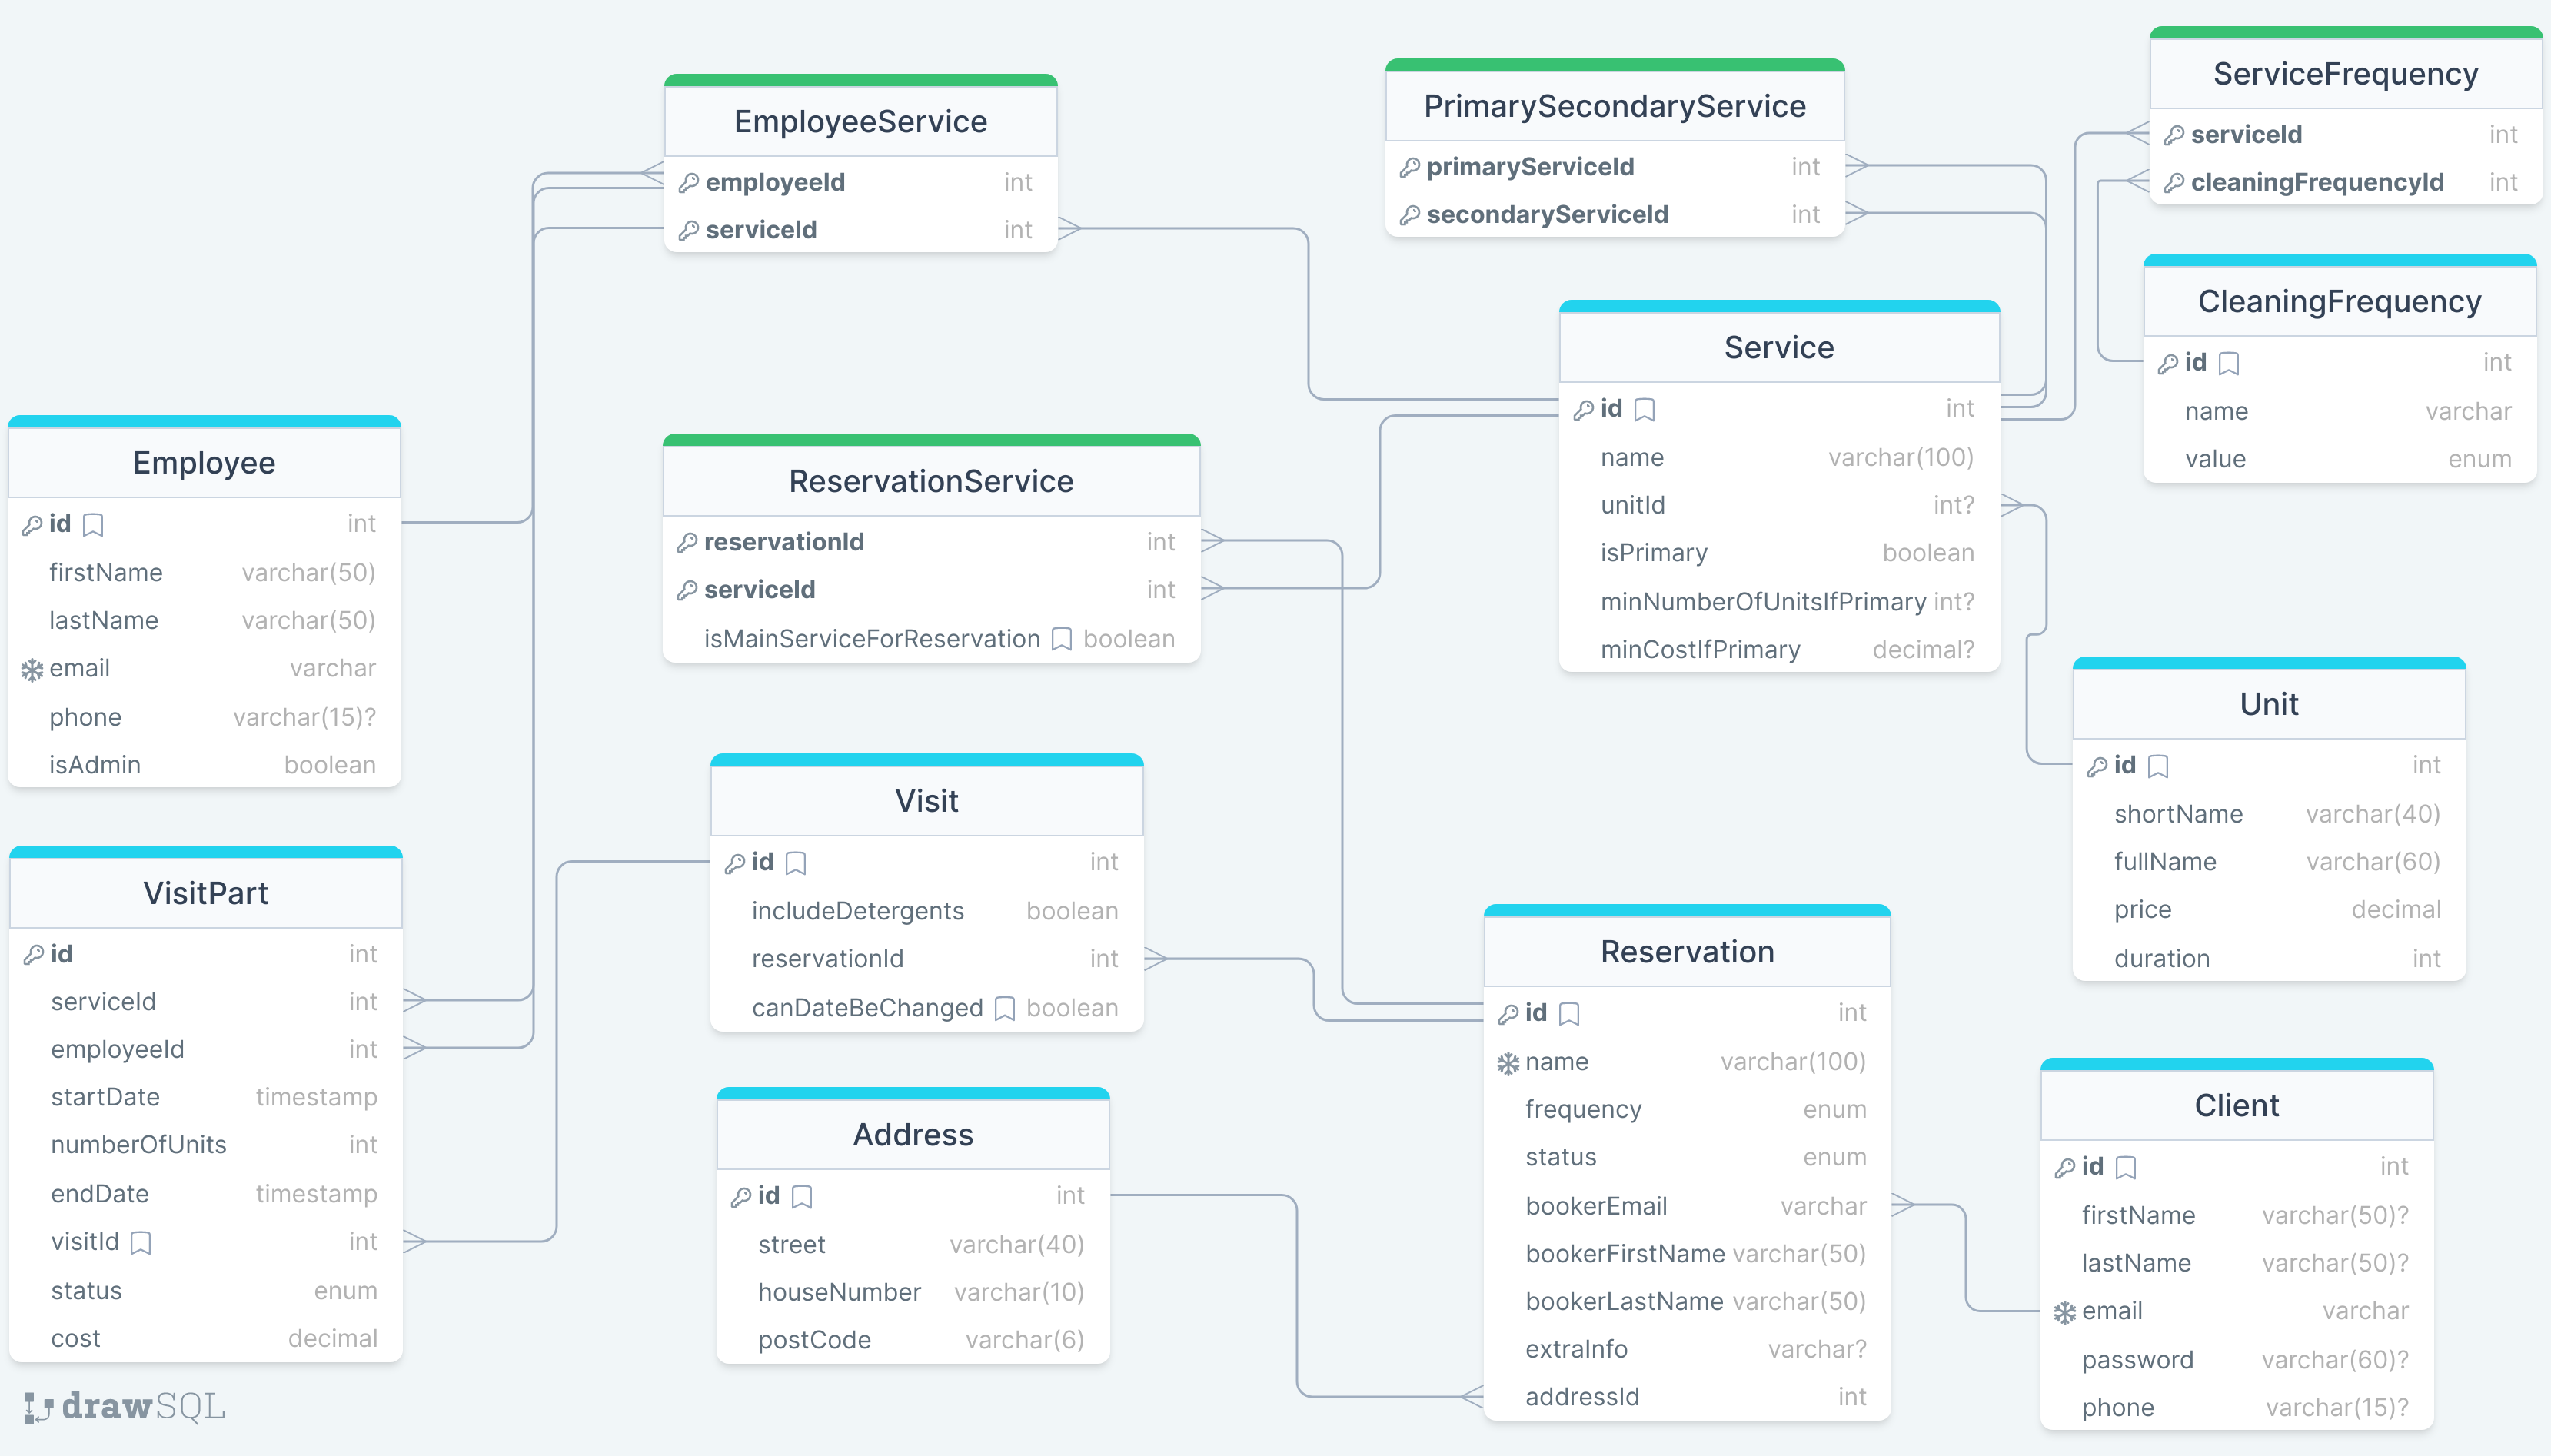 EmployeeService
employeeId int
serviceId int
PrimarySecondaryService
primaryServiceId int
secondaryServiceId int
ServiceFrequency
serviceId int
cleaningFrequencyId int
CleaningFrequency
id int
name varchar
value enum
Service
id int
name varchar(100)
unitId int?
isPrimary boolean
minNumberOfUnitsIfPrimary int?
minCostIfPrimary decimal?
Employee
id int
firstName varchar(50)
lastName varchar(50)
email varchar
phone varchar(15)?
isAdmin boolean
ReservationService
reservationId int
serviceId int
isMainServiceForReservation boolean
Unit
id int
shortName varchar(40)
fullName varchar(60)
price decimal
duration int
Visit
id int
includeDetergents boolean
reservationId int
canDateBeChanged boolean
VisitPart
id int
serviceId int
employeeId int
startDate timestamp
numberOfUnits int
endDate timestamp
visitId int
status enum
cost decimal
Reservation
id int
name varchar(100)
frequency enum
status enum
bookerEmail varchar
bookerFirstName varchar(50)
bookerLastName varchar(50)
extraInfo varchar?
addressId int
Address
id int
street varchar(40)
houseNumber varchar(10)
postCode varchar(6)
Client
id int
firstName varchar(50)?
lastName varchar(50)?
email varchar
password varchar(60)?
phone varchar(15)?
drawSQL